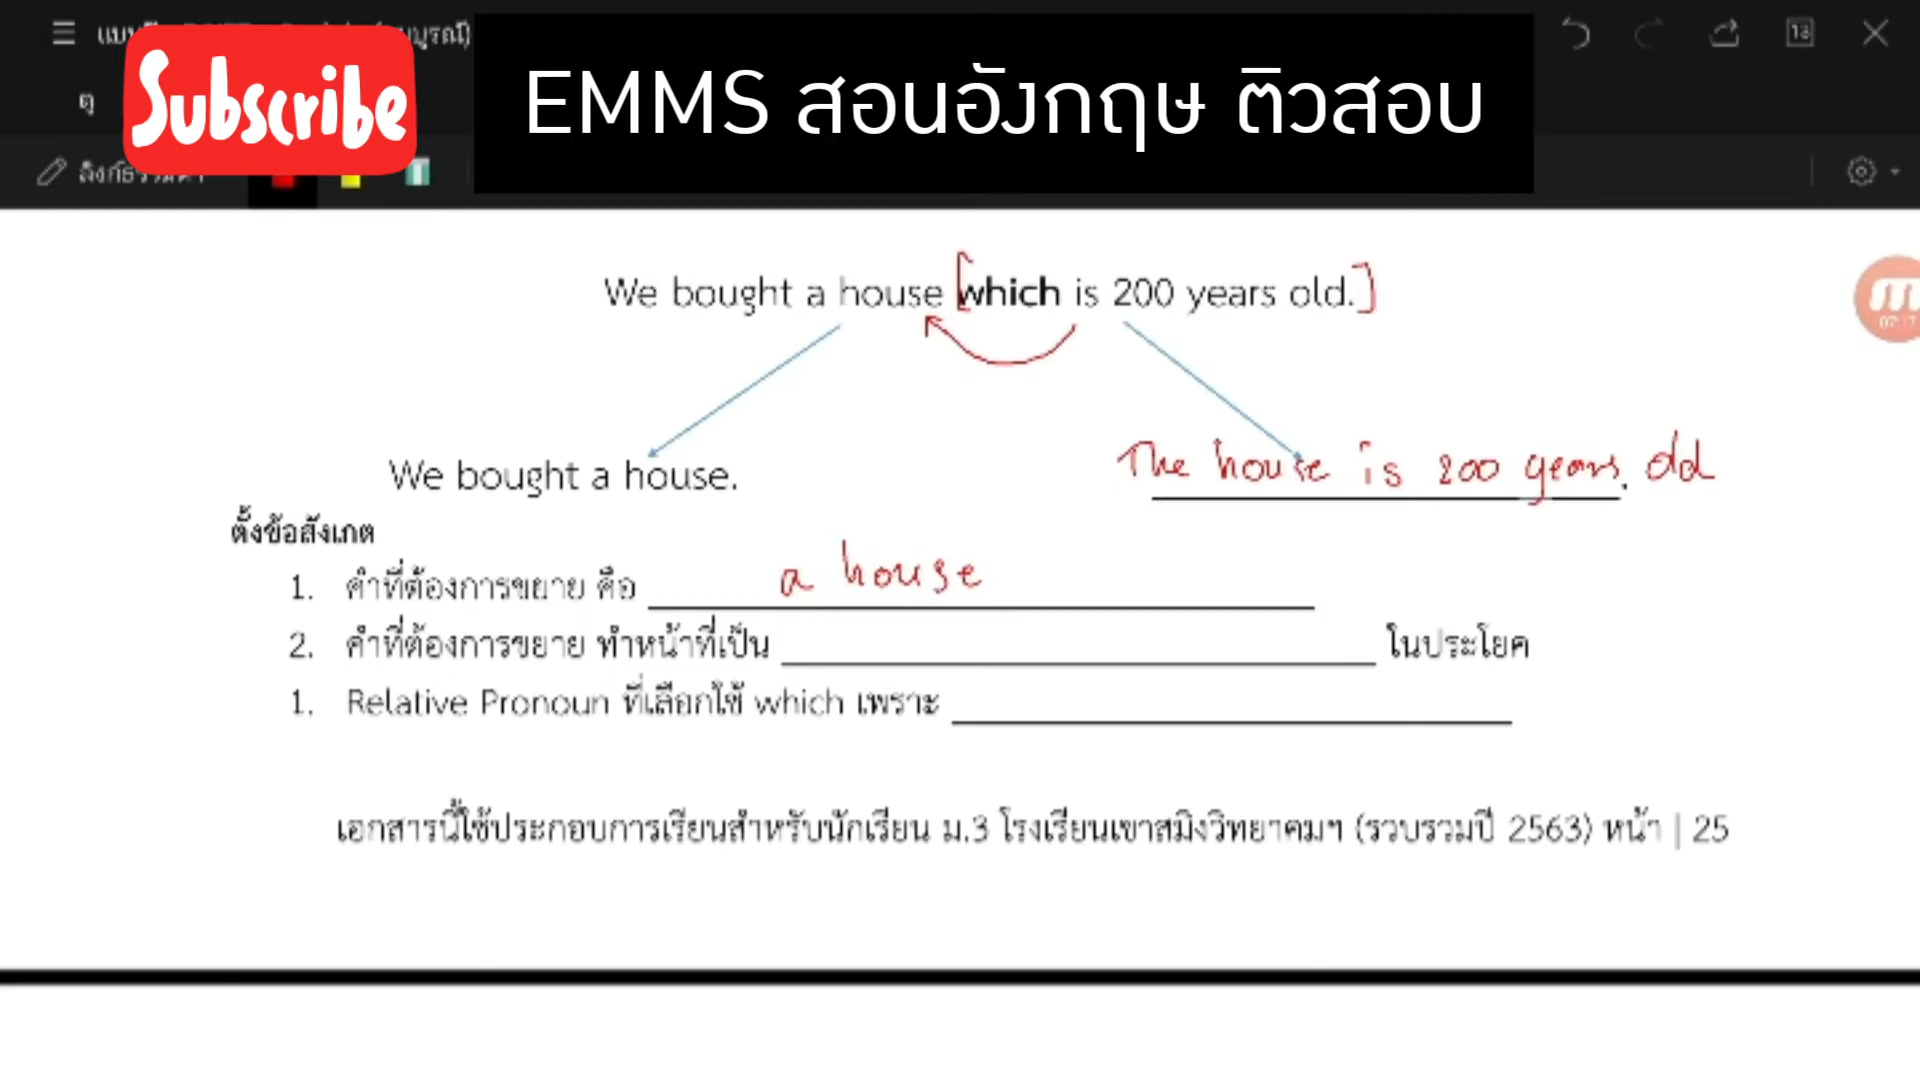 Subscribe
EMMS สอนอังกฤษ ติวสอบ
We bought a house [which is 200 years old.]
We bought a house.
The house is 200 years old
ตั้งข้อสังเกต
1. คำที่ต้องการขยาย คือ a house
2. คำที่ต้องการขยาย ทำหน้าที่เป็น ในประโยค
1. Relative Pronoun ที่เลือกใช้ which เพราะ
เอกสารนี้ใช้ประกอบการเรียนสำหรับนักเรียน ม.3 โรงเรียนเขาสมิงวิทยาคมฯ (รวบรวมปี 2563) หน้า | 25